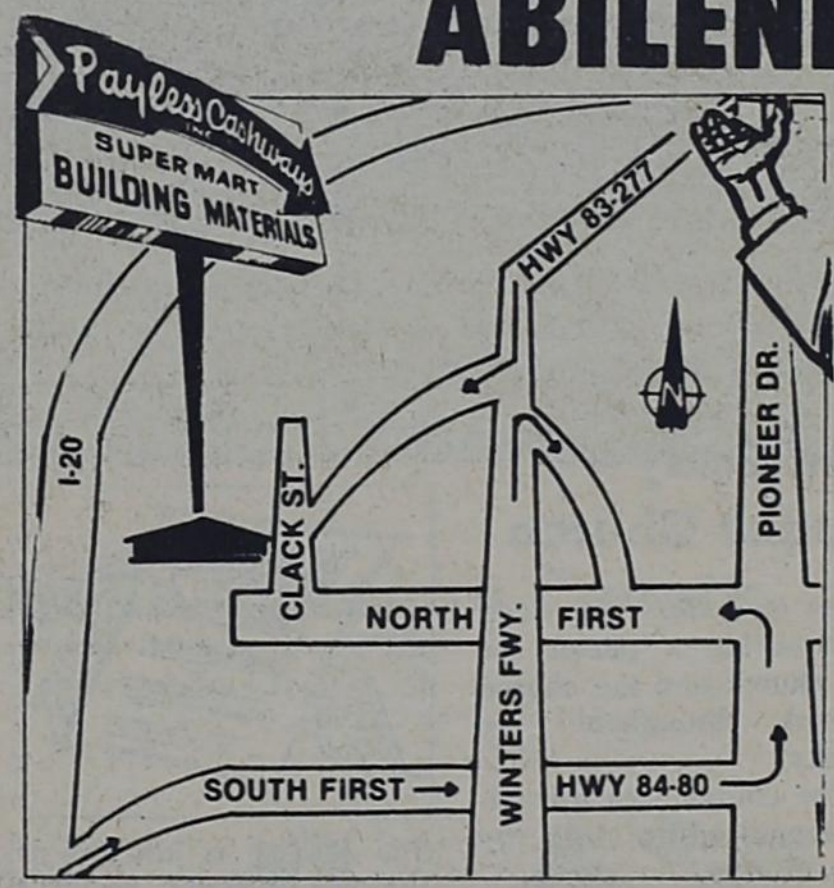 ABILEN
Payless Cashways
INC.
SUPER MART
BUILDING MATERIALS
HWY 83-277
N
PIONEER DR.
I-20
CLACK ST.
NORTH FIRST
WINTERS FWY.
SOUTH FIRST
HWY 84-80